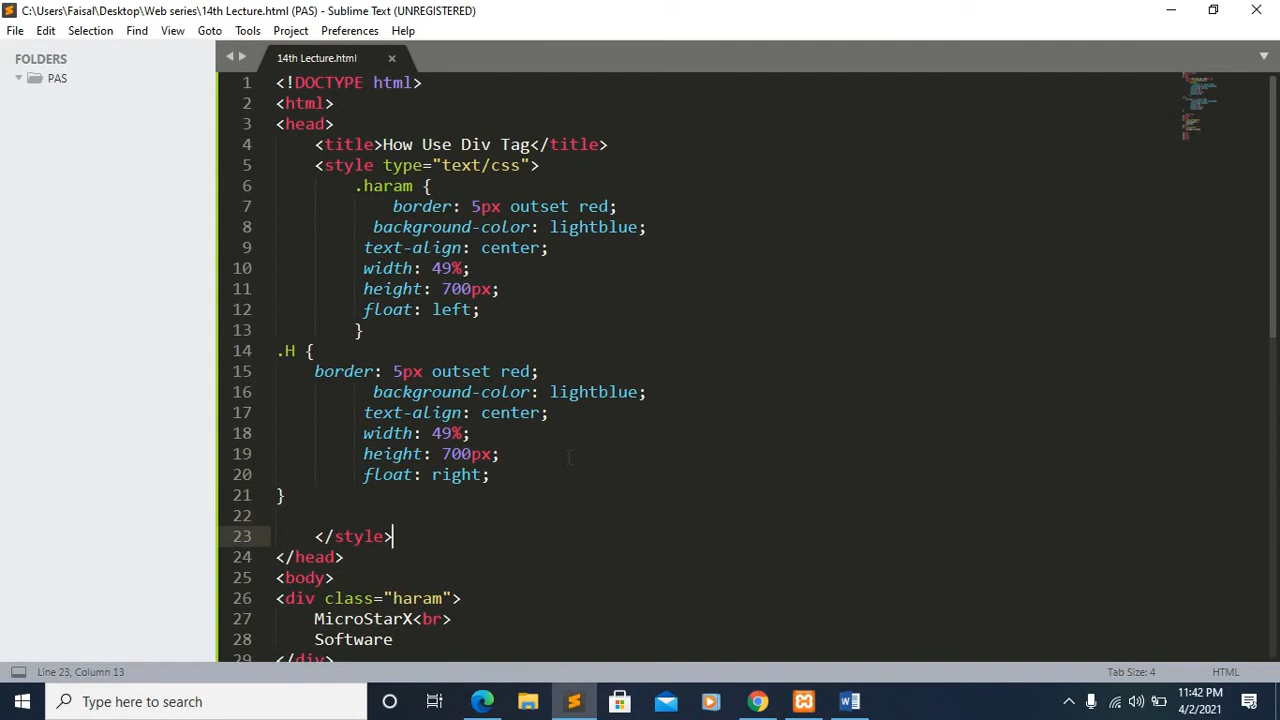 C:\Users\Faisal\Desktop\Web series\14th Lecture.html (PAS) - Sublime Text (UNREGISTERED)
File Edit Selection Find View Goto Tools Project Preferences Help
FOLDERS
PAS
14th Lecture.html
1 <!DOCTYPE html>
2 <html>
3 <head>
4 <title>How Use Div Tag</title>
5 <style type="text/css">
6 .haram {
7 border: 5px outset red;
8 background-color: lightblue;
9 text-align: center;
10 width: 49%;
11 height: 700px;
12 float: left;
13 }
14 .H {
15 border: 5px outset red;
16 background-color: lightblue;
17 text-align: center;
18 width: 49%;
19 height: 700px;
20 float: right;
21 }
22
23 </style>
24 </head>
25 <body>
26 <div class="haram">
27 MicroStarX<br>
28 Software
29 </div>
Line 23, Column 13
Tab Size: 4
HTML
Type here to search
11:42 PM
4/2/2021